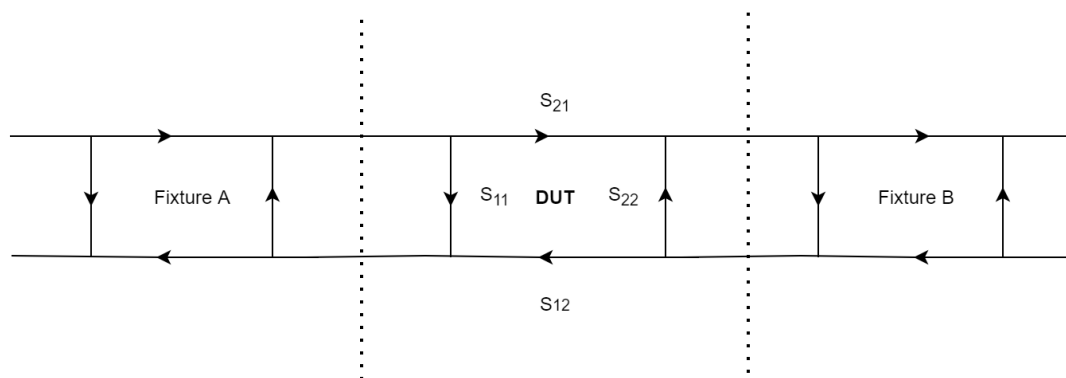 S21
Fixture A
S11
DUT
S22
Fixture B
S12